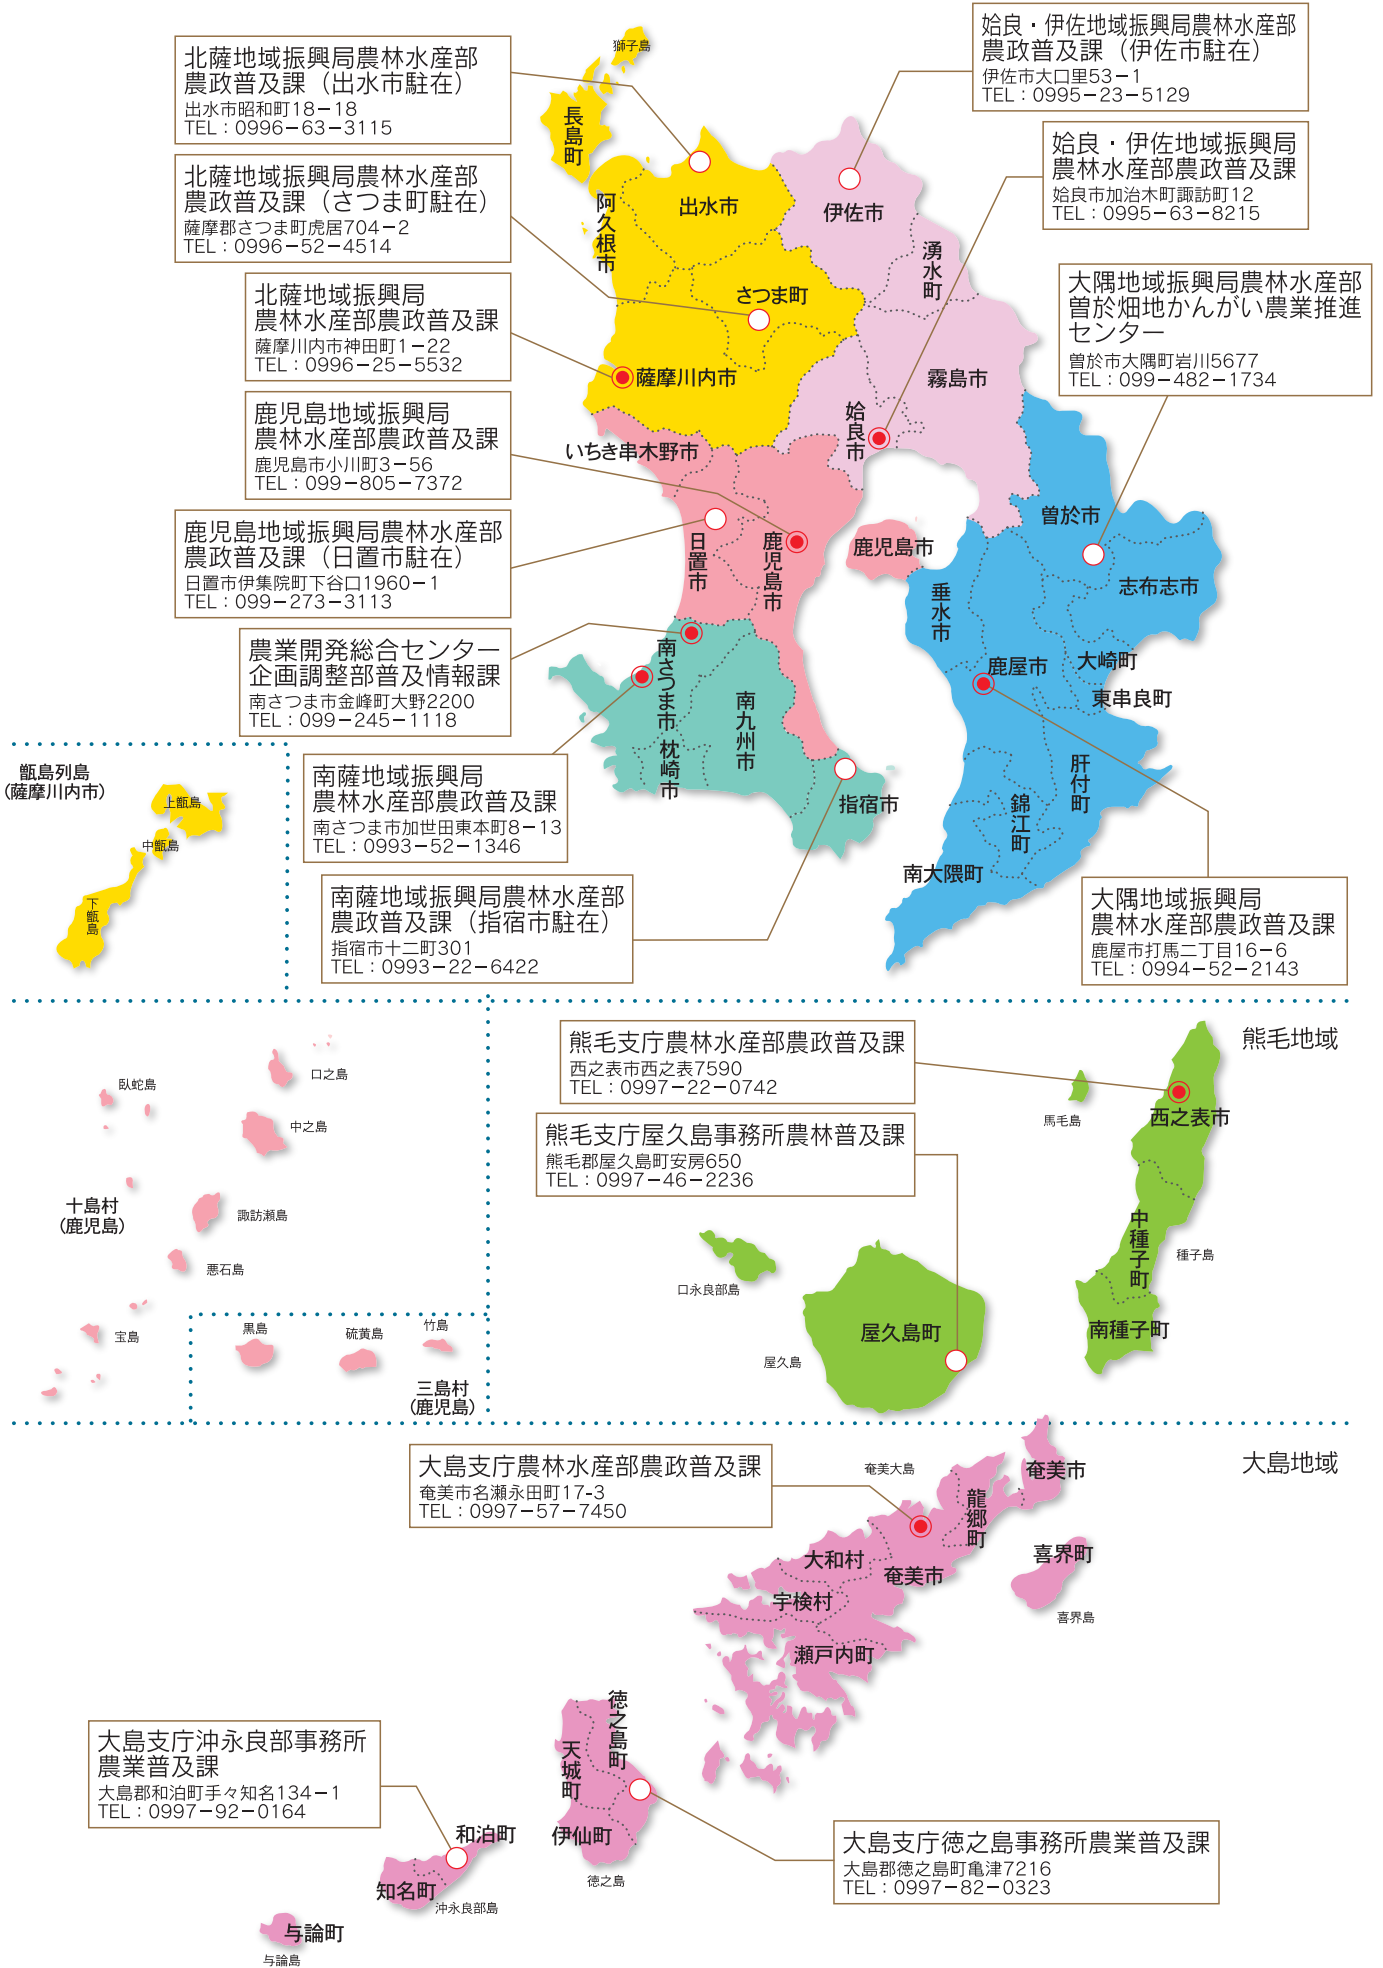 獅子島
長島町
阿久根市
出水市
さつま町
薩摩川内市
伊佐市
湧水町
霧島市
姶良市
いちき串木野市
日置市
鹿児島市
鹿児島市
南さつま市
枕崎市
南九州市
指宿市
曽於市
志布志市
垂水市
鹿屋市
大崎町
東串良町
肝付町
錦江町
南大隈町
北薩地域振興局農林水産部
農政普及課（出水市駐在）
出水市昭和町18－18
TEL：0996－63－3115
北薩地域振興局農林水産部
農政普及課（さつま町駐在）
薩摩郡さつま町虎居704－2
TEL：0996－52－4514
北薩地域振興局
農林水産部農政普及課
薩摩川内市神田町1－22
TEL：0996－25－5532
鹿児島地域振興局
農林水産部農政普及課
鹿児島市小川町3－56
TEL：099－805－7372
鹿児島地域振興局農林水産部
農政普及課（日置市駐在）
日置市伊集院町下谷口1960－1
TEL：099－273－3113
農業開発総合センター
企画調整部普及情報課
南さつま市金峰町大野2200
TEL：099－245－1118
南薩地域振興局
農林水産部農政普及課
南さつま市加世田東本町8－13
TEL：0993－52－1346
南薩地域振興局農林水産部
農政普及課（指宿市駐在）
指宿市十二町301
TEL：0993－22－6422
姶良・伊佐地域振興局農林水産部
農政普及課（伊佐市駐在）
伊佐市大口里53－1
TEL：0995－23－5129
姶良・伊佐地域振興局
農林水産部農政普及課
姶良市加治木町諏訪町12
TEL：0995－63－8215
大隅地域振興局農林水産部
曽於畑地かんがい農業推進
センター
曽於市大隅町岩川5677
TEL：099－482－1734
大隅地域振興局
農林水産部農政普及課
鹿屋市打馬二丁目16－6
TEL：0994－52－2143
甑島列島
（薩摩川内市）
上甑島
中甑島
下甑島
口之島
臥蛇島
中之島
十島村
（鹿児島）
諏訪瀬島
悪石島
宝島
黒島
硫黄島
竹島
三島村
（鹿児島）
熊毛地域
熊毛支庁農林水産部農政普及課
西之表市西之表7590
TEL：0997－22－0742
熊毛支庁屋久島事務所農林普及課
熊毛郡屋久島町安房650
TEL：0997－46－2236
馬毛島
西之表市
中種子町
種子島
南種子町
口永良部島
屋久島町
屋久島
大島地域
大島支庁農林水産部農政普及課
奄美市名瀬永田町17-3
TEL：0997－57－7450
奄美大島
奄美市
龍郷町
大和村
奄美市
宇検村
瀬戸内町
喜界町
喜界島
徳之島町
天城町
伊仙町
徳之島
大島支庁沖永良部事務所
農業普及課
大島郡和泊町手々知名134－1
TEL：0997－92－0164
和泊町
知名町
沖永良部島
与論町
与論島
大島支庁徳之島事務所農業普及課
大島郡徳之島町亀津7216
TEL：0997－82－0323